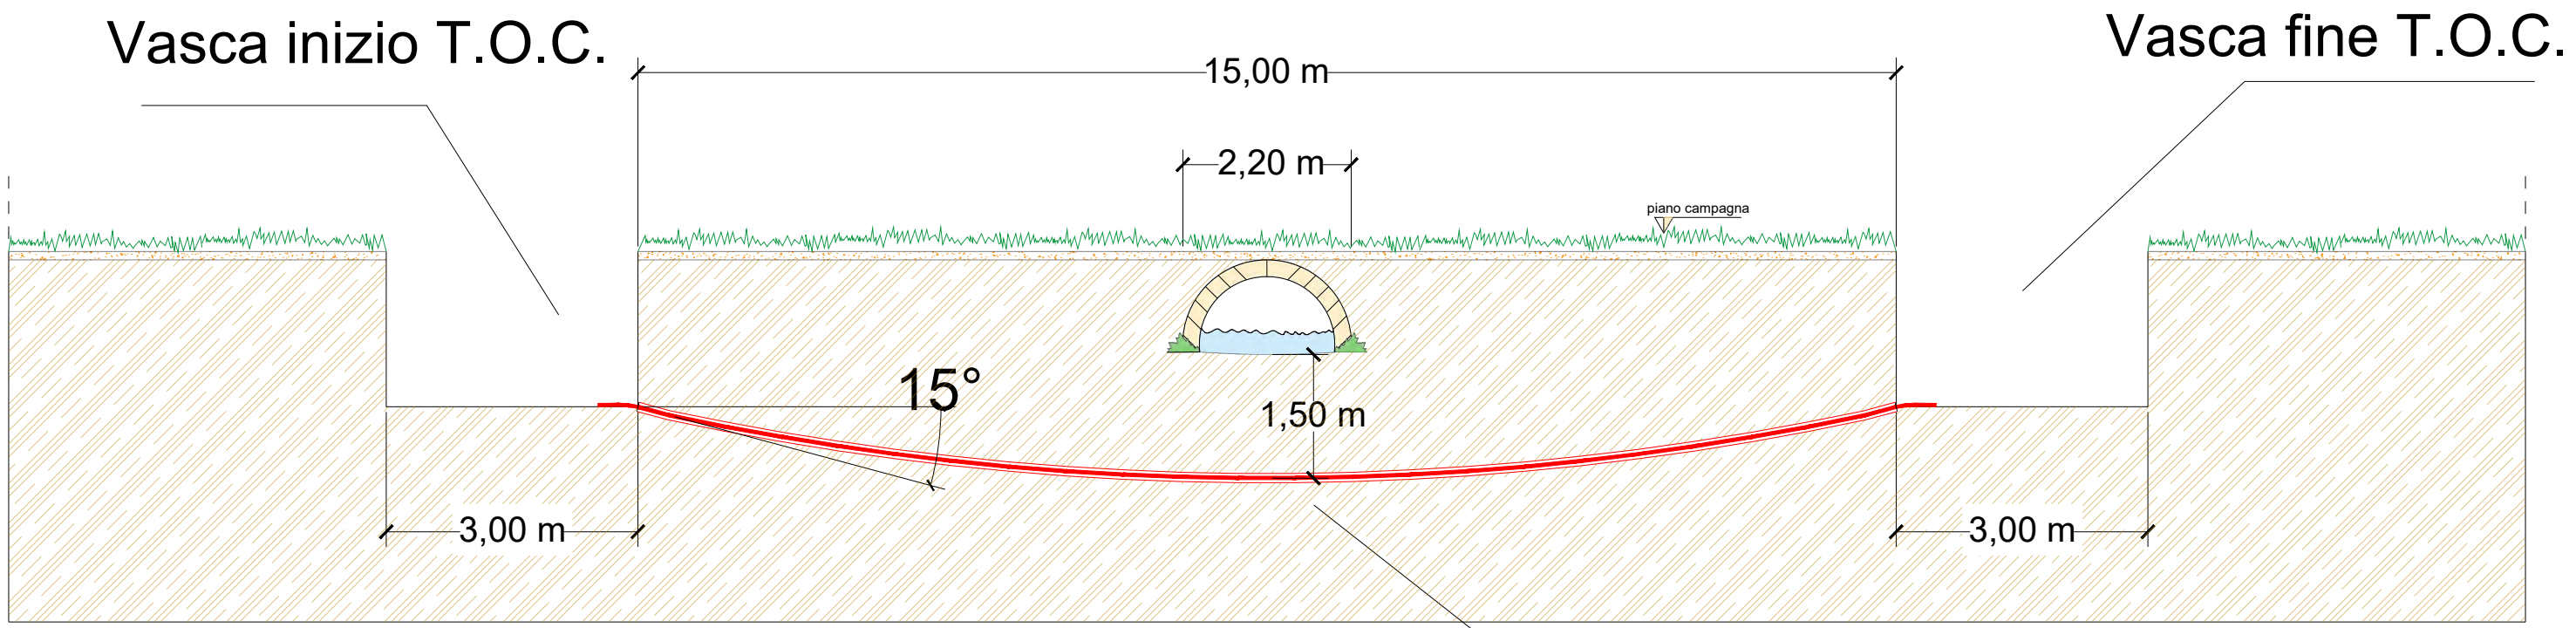 Vasca inizio T.O.C.
Vasca fine T.O.C.
15,00 m
2,20 m
piano campagna
15°
1,50 m
3,00 m
3,00 m